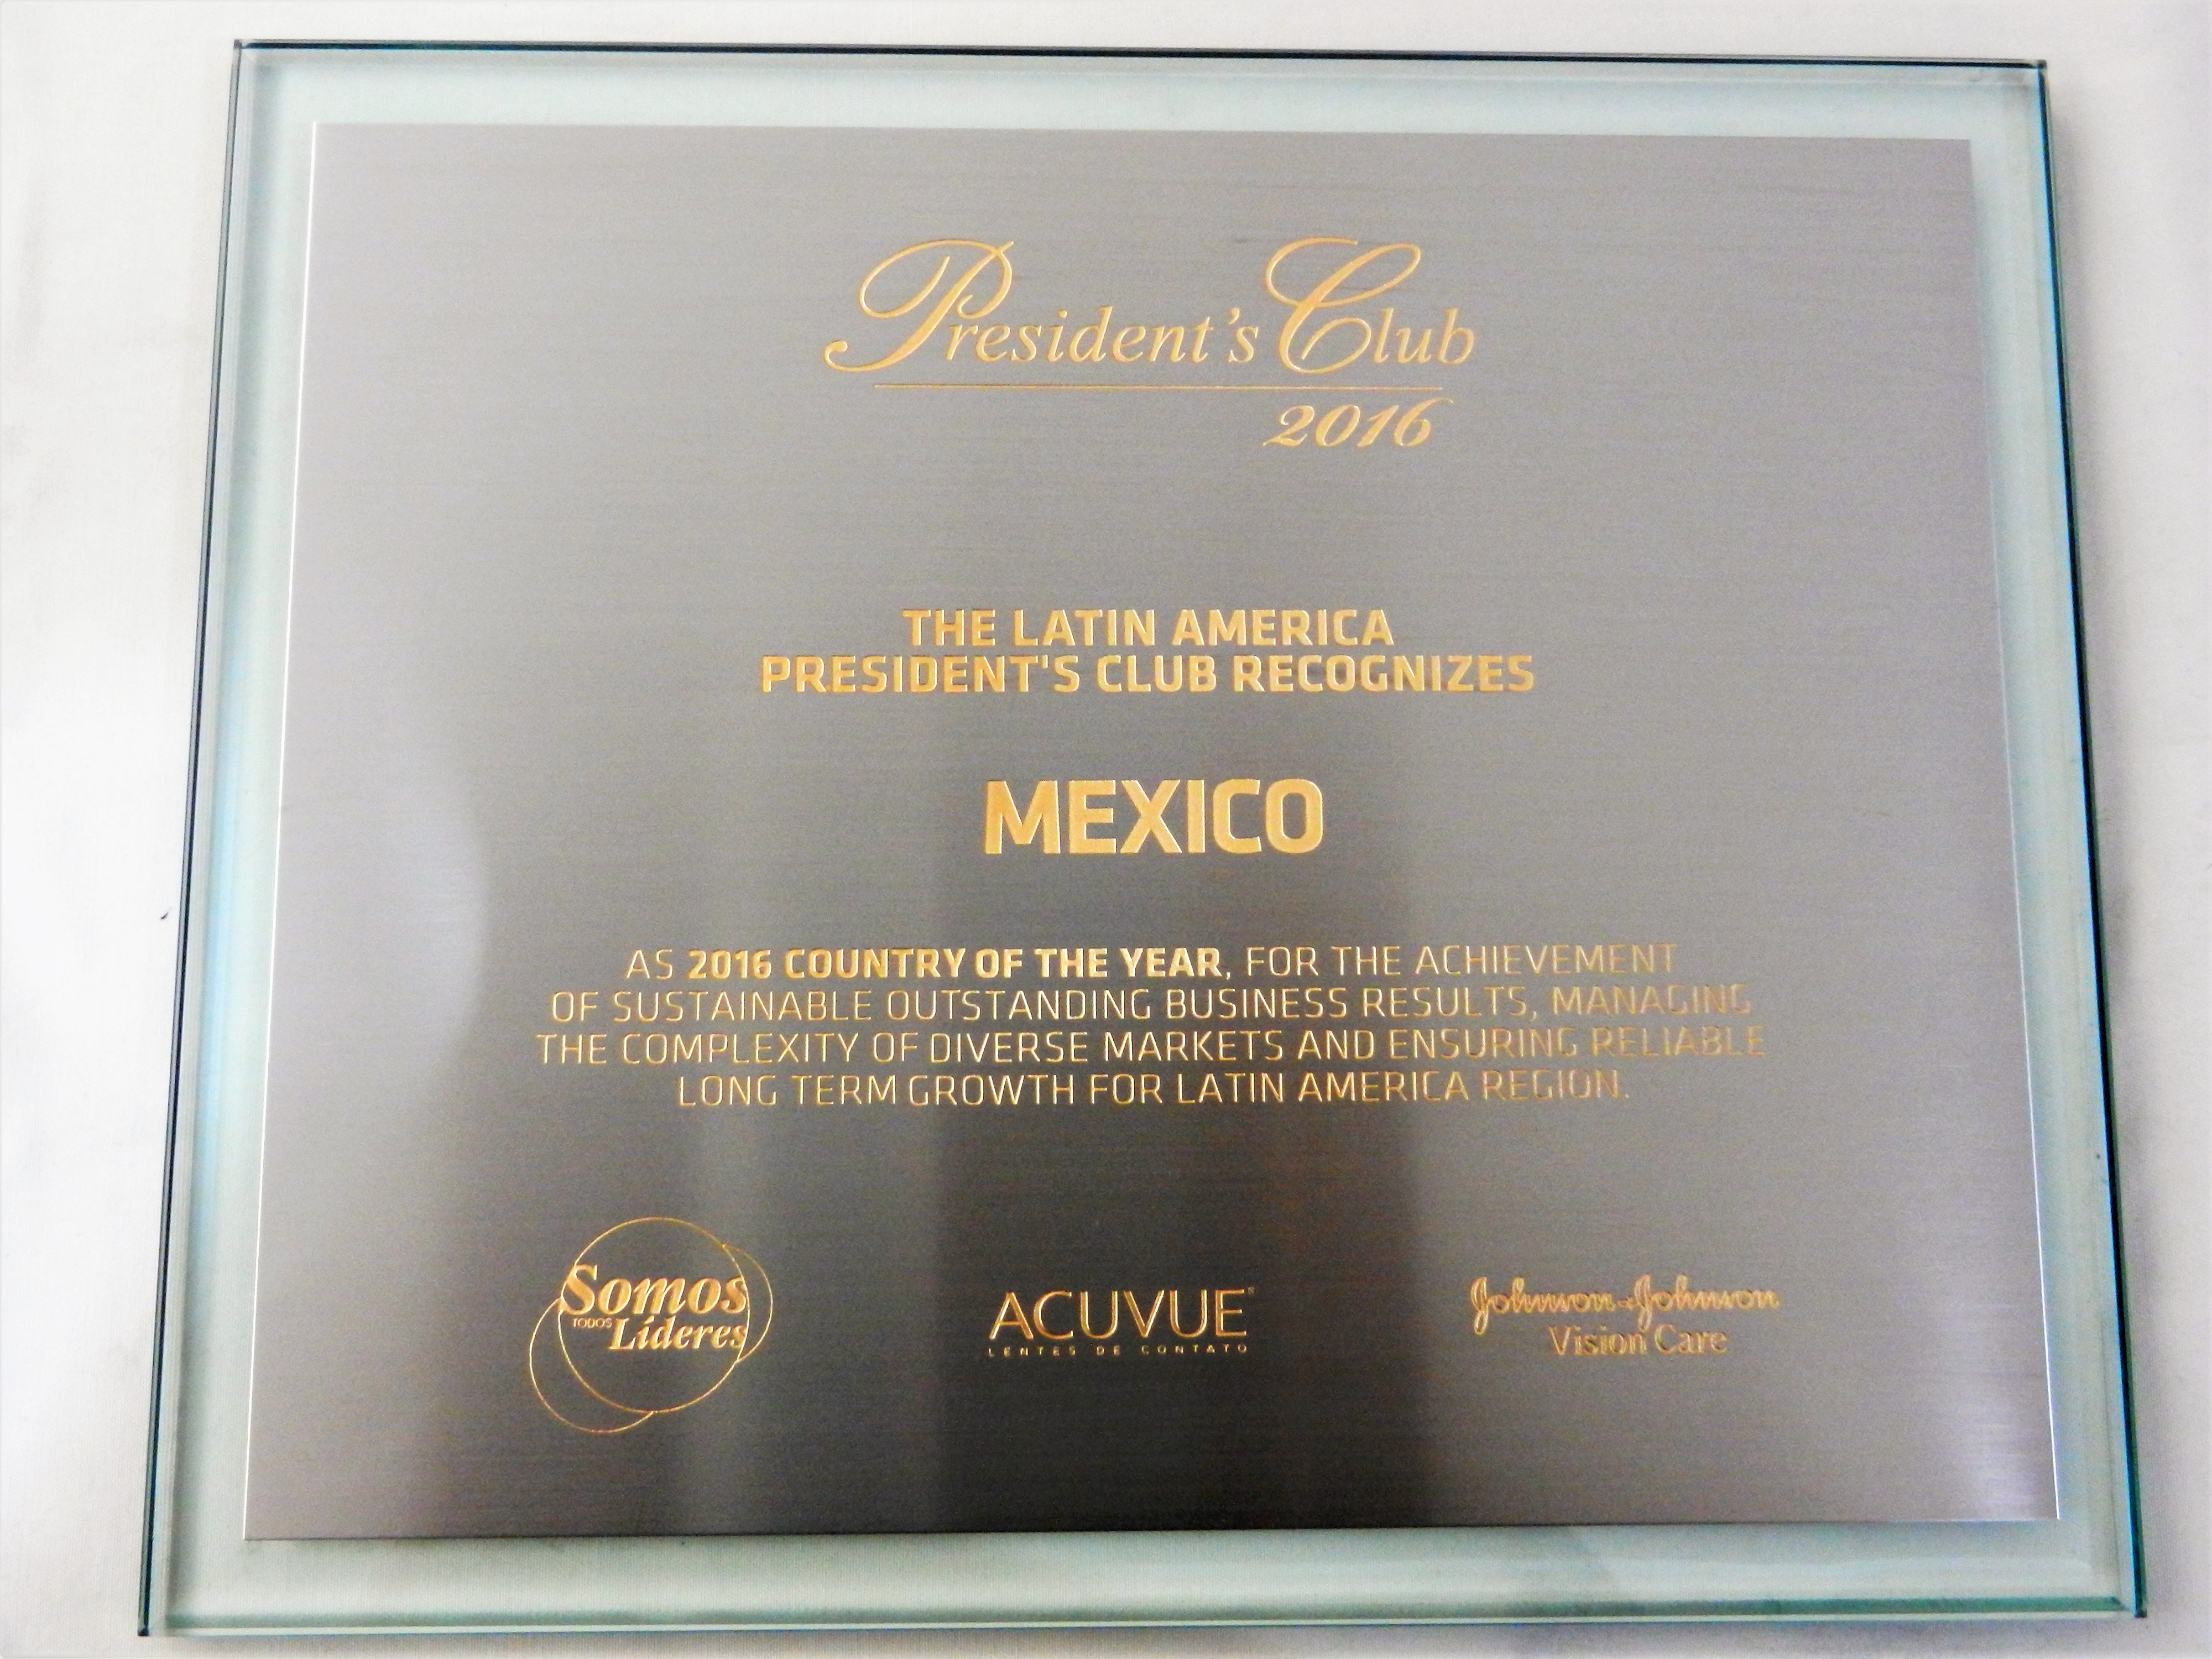 President's Club
2016
THE LATIN AMERICA
PRESIDENT'S CLUB RECOGNIZES
MEXICO
AS 2016 COUNTRY OF THE YEAR, FOR THE ACHIEVEMENT
OF SUSTAINABLE OUTSTANDING BUSINESS RESULTS, MANAGING
THE COMPLEXITY OF DIVERSE MARKETS AND ENSURING RELIABLE
LONG TERM GROWTH FOR LATIN AMERICA REGION.
Somos
TODOS Líderes
ACUVUE®
LENTES DE CONTATO
Johnson & Johnson
Vision Care